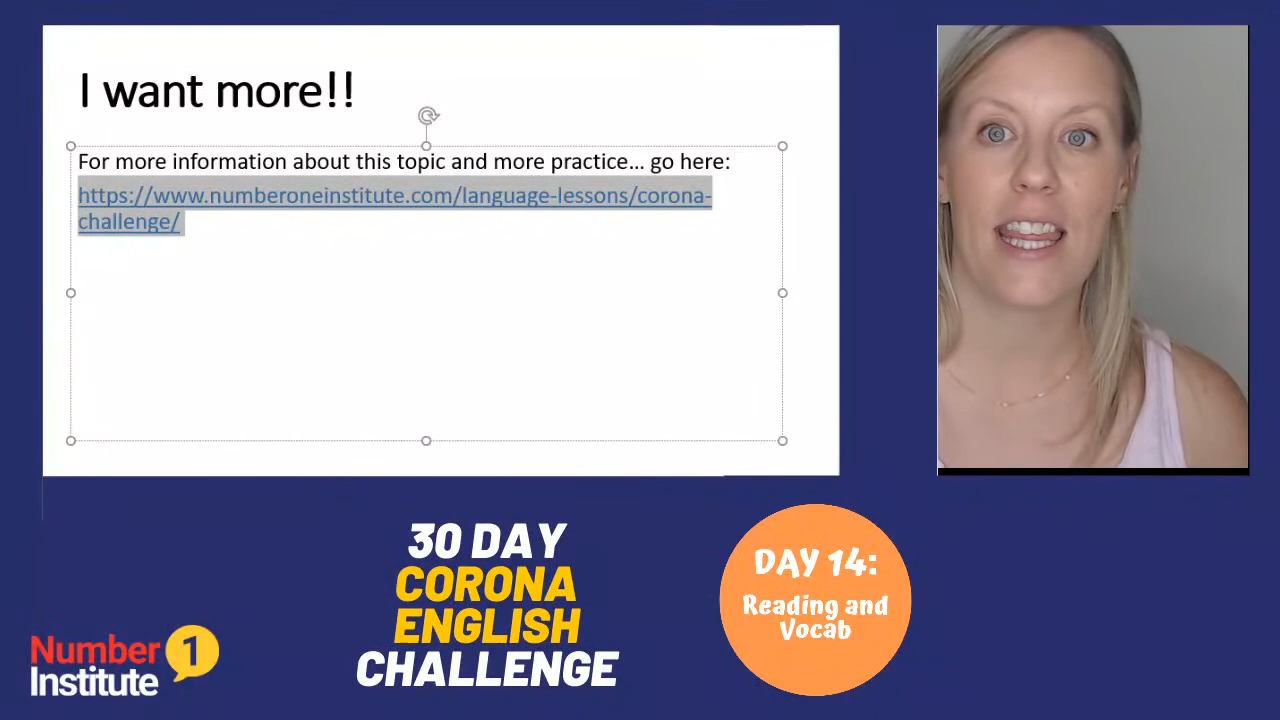 I want more!!
For more information about this topic and more practice... go here:
https://www.numberoneinstitute.com/language-lessons/corona-
challenge/
30 DAY
CORONA
ENGLISH
CHALLENGE
DAY 14:
Reading and
Vocab
Number 1
Institute